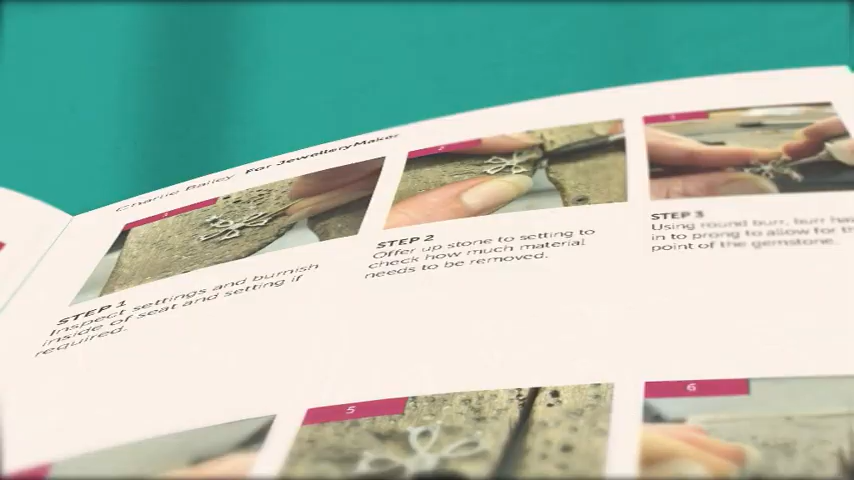 Charlie Bailey For JewelleryMaker
1
STEP 1
Inspect settings and burnish
inside of seat and setting if
required.
2
STEP 2
Offer up stone to setting to
check how much material
needs to be removed.
STEP 3
Using round burr, burr
in to prong to allow for
point of the gemstone.
5
6